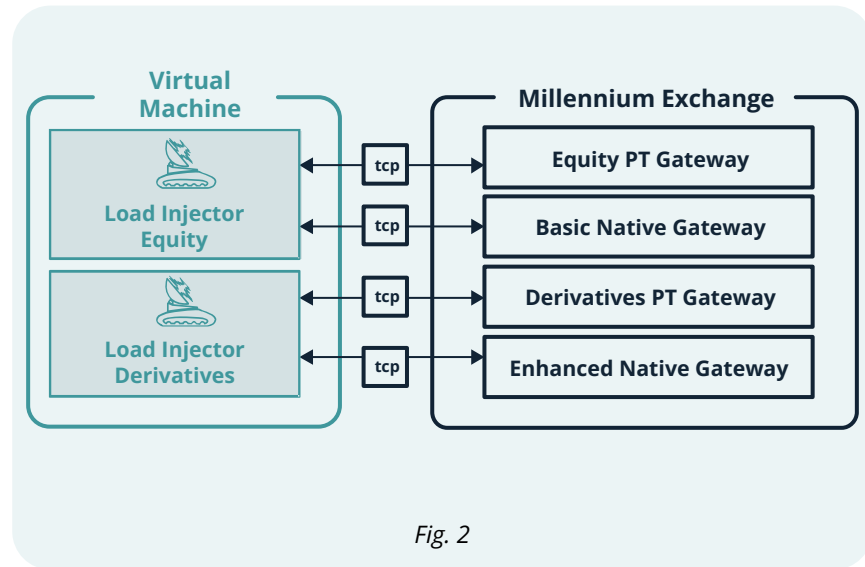 Virtual
Machine
Millennium Exchange
Load Injector
Equity
tcp
Equity PT Gateway
tcp
Basic Native Gateway
Load Injector
Derivatives
tcp
Derivatives PT Gateway
tcp
Enhanced Native Gateway
Fig. 2